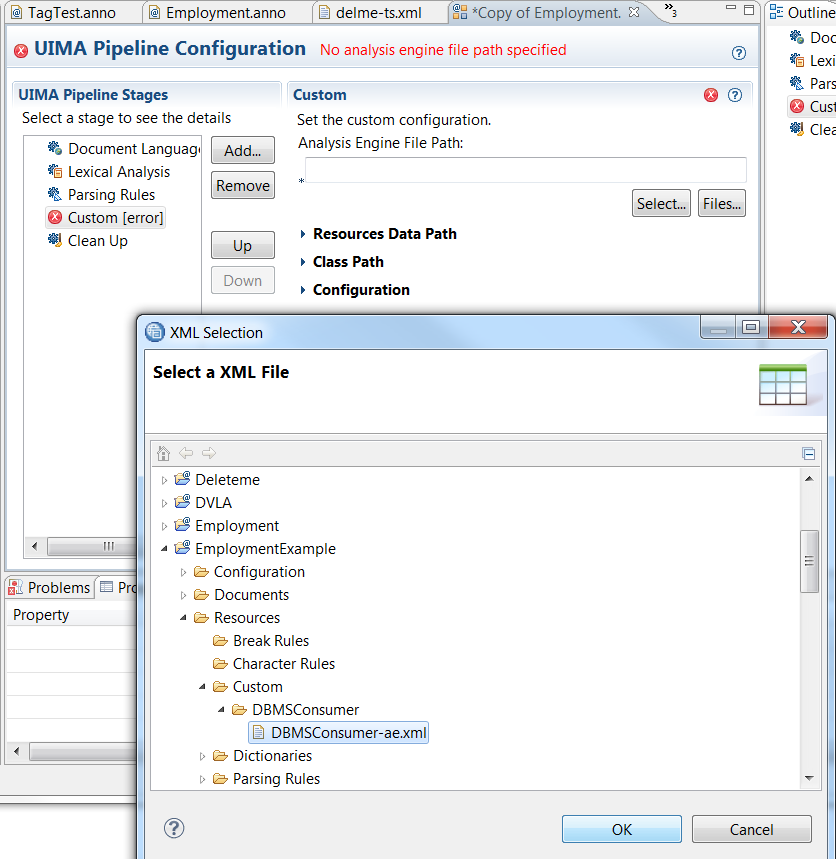 TagTest.anno
Employment.anno
delme-ts.xml
*Copy of Employment.
»3
Outline
UIMA Pipeline Configuration
No analysis engine file path specified
?
Doc
Lexi
Pars
Cust
Clea
UIMA Pipeline Stages
Select a stage to see the details
Document Language
Lexical Analysis
Parsing Rules
Custom [error]
Clean Up
Add...
Remove
Up
Down
Custom
?
Set the custom configuration.
Analysis Engine File Path:
*
Select...
Files...
Resources Data Path
Class Path
Configuration
Problems
Pro
Property
XML Selection
Select a XML File
Deleteme
DVLA
Employment
EmploymentExample
Configuration
Documents
Resources
Break Rules
Character Rules
Custom
DBMSConsumer
DBMSConsumer-ae.xml
Dictionaries
Parsing Rules
?
OK
Cancel